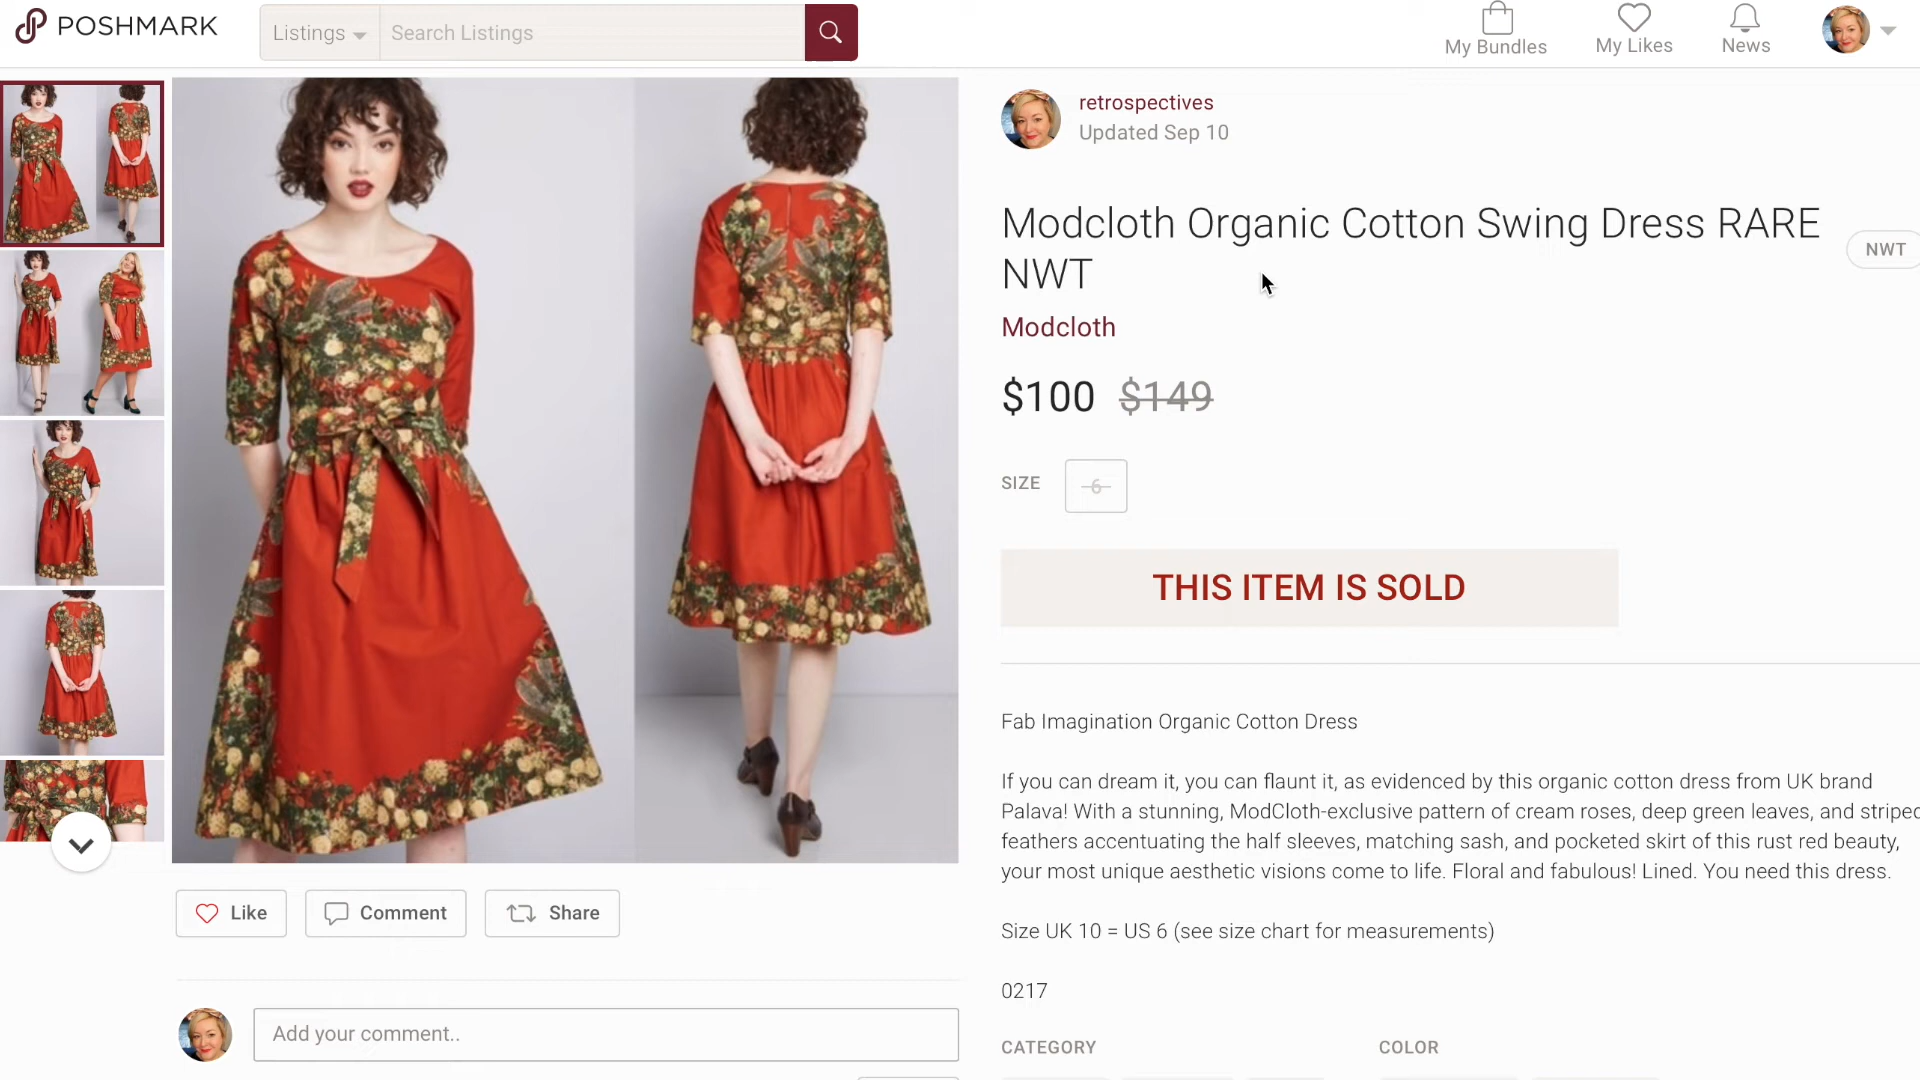 POSHMARK
Listings
Search Listings
My Bundles
My Likes
News
retrospectives
Updated Sep 10
Modcloth Organic Cotton Swing Dress RARE
NWT
NWT
Modcloth
$100 $149
SIZE
6
THIS ITEM IS SOLD
Fab Imagination Organic Cotton Dress
If you can dream it, you can flaunt it, as evidenced by this organic cotton dress from UK brand
Palava! With a stunning, ModCloth-exclusive pattern of cream roses, deep green leaves, and striped
feathers accentuating the half sleeves, matching sash, and pocketed skirt of this rust red beauty,
your most unique aesthetic visions come to life. Floral and fabulous! Lined. You need this dress.
Size UK 10 = US 6 (see size chart for measurements)
0217
CATEGORY
COLOR
Like
Comment
Share
Add your comment..